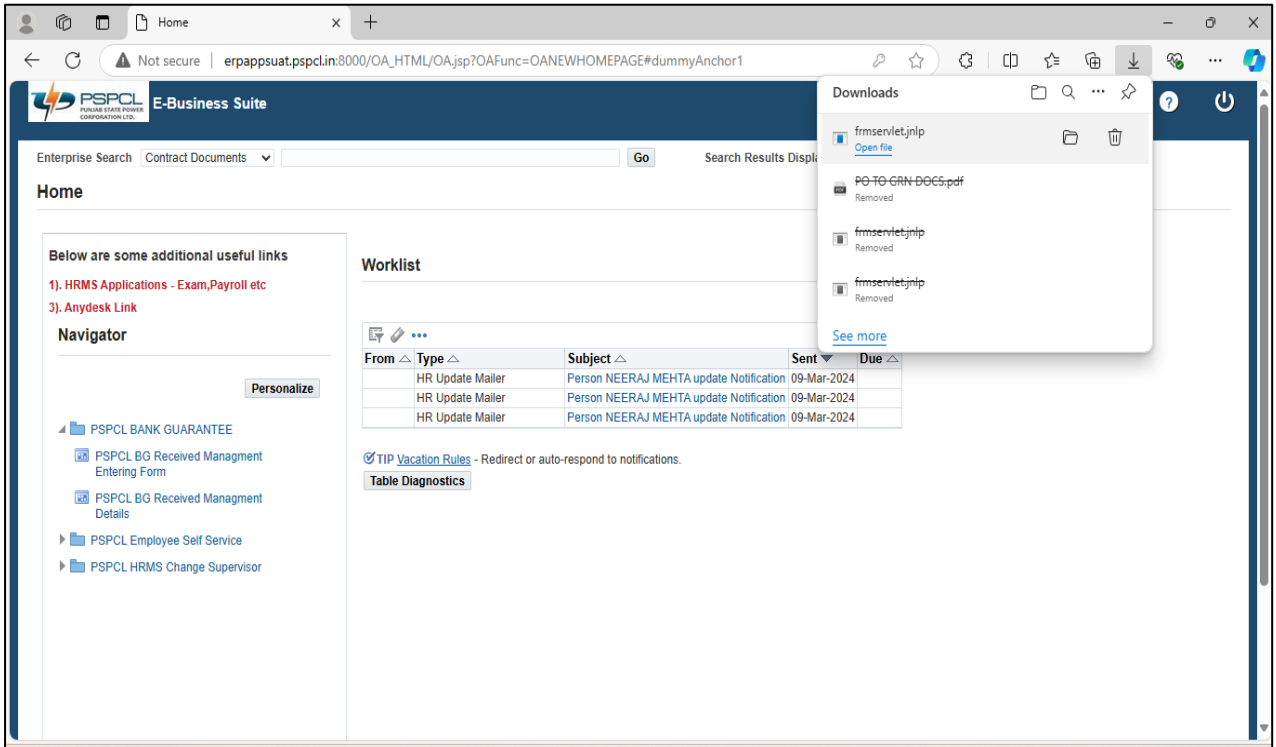 Home
Not secure erpappsuat.pspcl.in:8000/OA_HTML/OA.jsp?OAFunc=OANEWHOMEPAGE#dummyAnchor1
PSPCL
PUNJAB STATE POWER
CORPORATION LTD.
E-Business Suite
Downloads
frmservlet.jnlp
Open file
PO TO GRN DOCS.pdf
Removed
frmservlet.jnlp
Removed
frmservlet.jnlp
Removed
See more
Enterprise Search Contract Documents Go Search Results Displa
Home
Below are some additional useful links
1). HRMS Applications - Exam,Payroll etc
3). Anydesk Link
Navigator
Personalize
PSPCL BANK GUARANTEE
PSPCL BG Received Managment
Entering Form
PSPCL BG Received Managment
Details
PSPCL Employee Self Service
PSPCL HRMS Change Supervisor
Worklist
From Type Subject Sent Due
HR Update Mailer Person NEERAJ MEHTA update Notification 09-Mar-2024
HR Update Mailer Person NEERAJ MEHTA update Notification 09-Mar-2024
HR Update Mailer Person NEERAJ MEHTA update Notification 09-Mar-2024
TIP Vacation Rules - Redirect or auto-respond to notifications.
Table Diagnostics